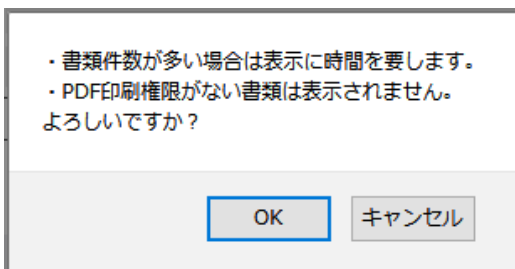 ・書類件数が多い場合は表示に時間を要します。
・PDF印刷権限がない書類は表示されません。
よろしいですか？
OK
キャンセル